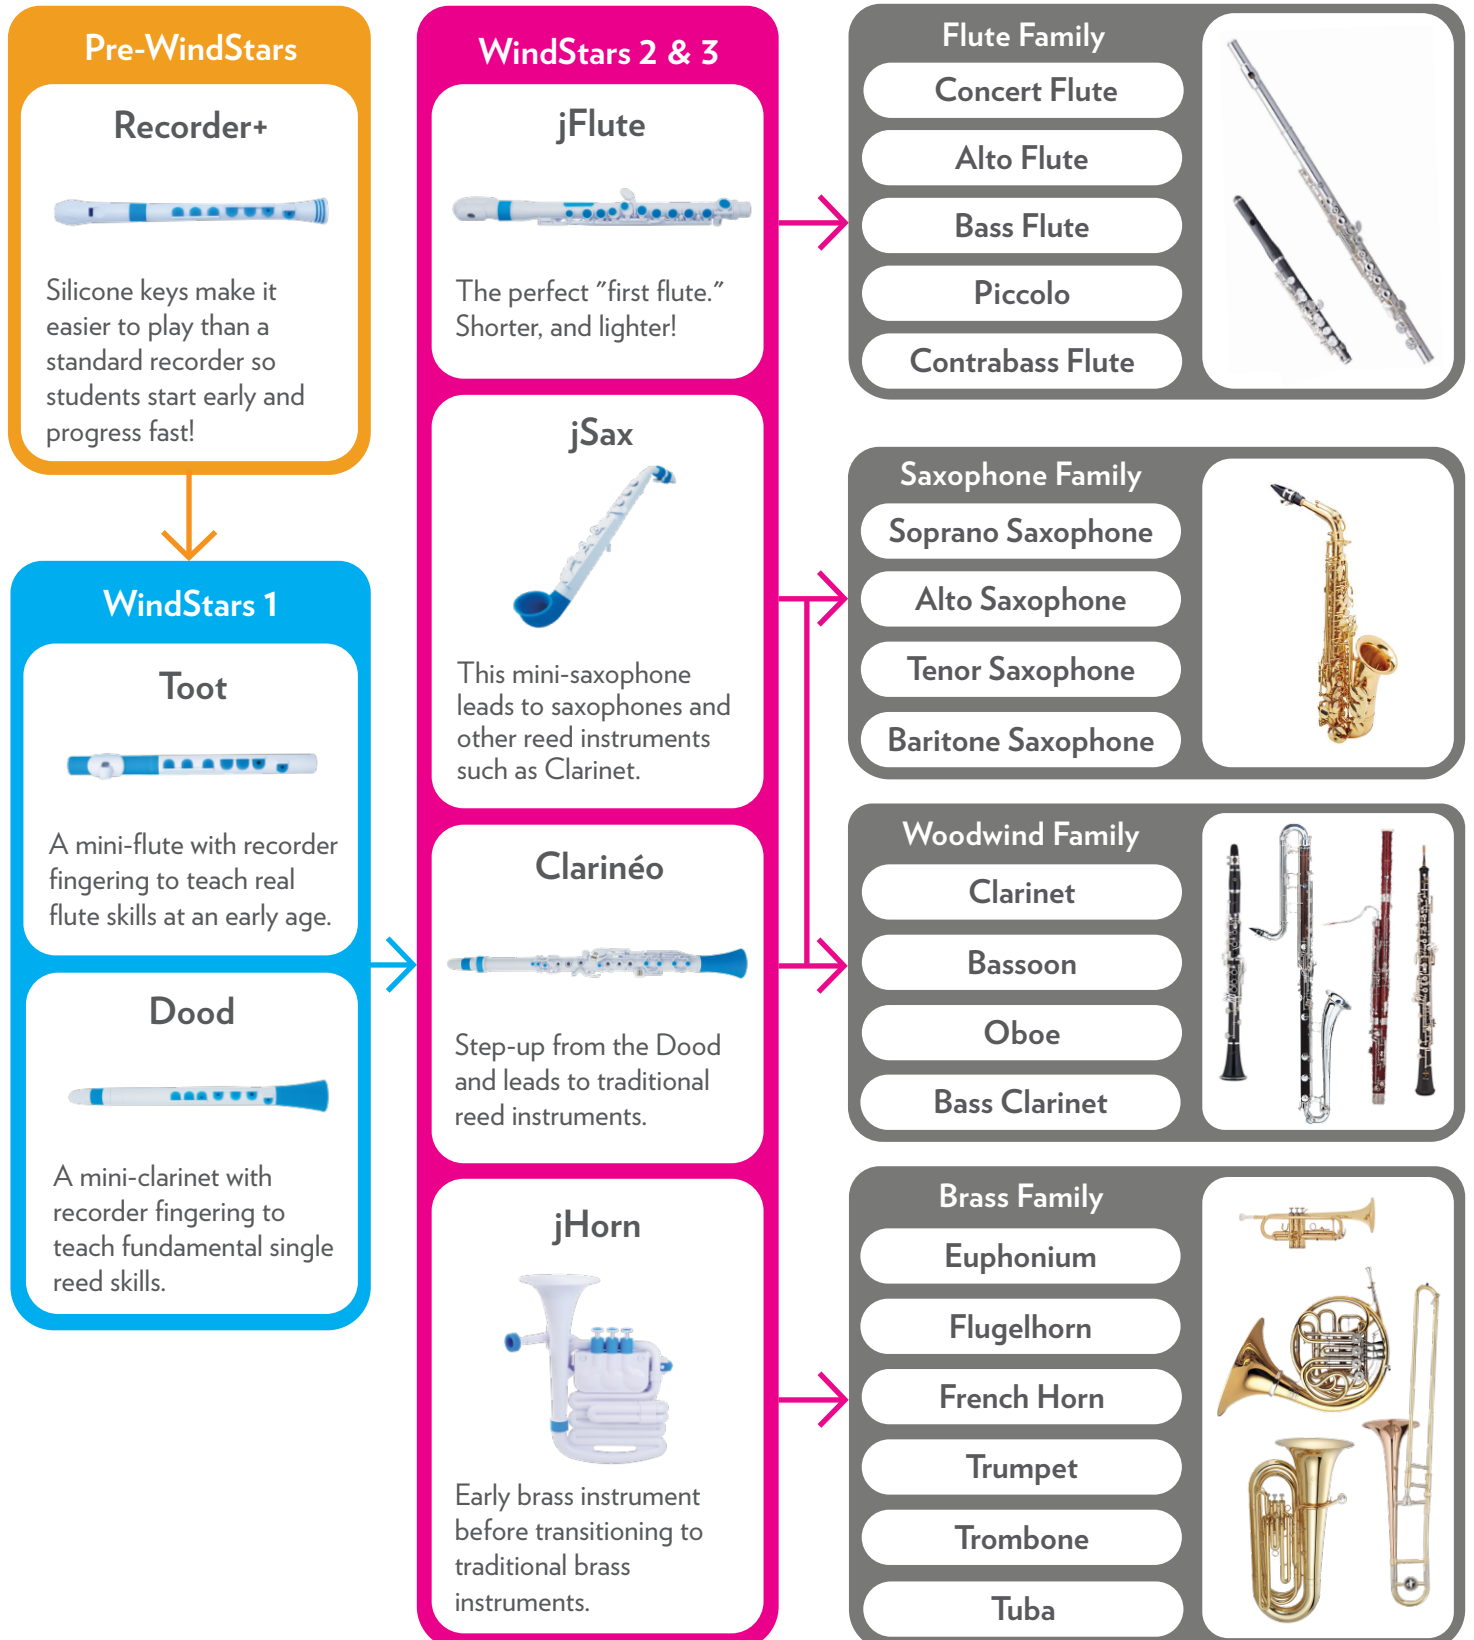 Pre-WindStars
Recorder+
Silicone keys make it
easier to play than a
standard recorder so
students start early and
progress fast!
WindStars 1
Toot
A mini-flute with recorder
fingering to teach real
flute skills at an early age.
Dood
A mini-clarinet with
recorder fingering to
teach fundamental single
reed skills.
WindStars 2 & 3
jFlute
The perfect "first flute."
Shorter, and lighter!
jSax
This mini-saxophone
leads to saxophones and
other reed instruments
such as Clarinet.
Clarinéo
Step-up from the Dood
and leads to traditional
reed instruments.
jHorn
Early brass instrument
before transitioning to
traditional brass
instruments.
Flute Family
Concert Flute
Alto Flute
Bass Flute
Piccolo
Contrabass Flute
Saxophone Family
Soprano Saxophone
Alto Saxophone
Tenor Saxophone
Baritone Saxophone
Woodwind Family
Clarinet
Bassoon
Oboe
Bass Clarinet
Brass Family
Euphonium
Flugelhorn
French Horn
Trumpet
Trombone
Tuba